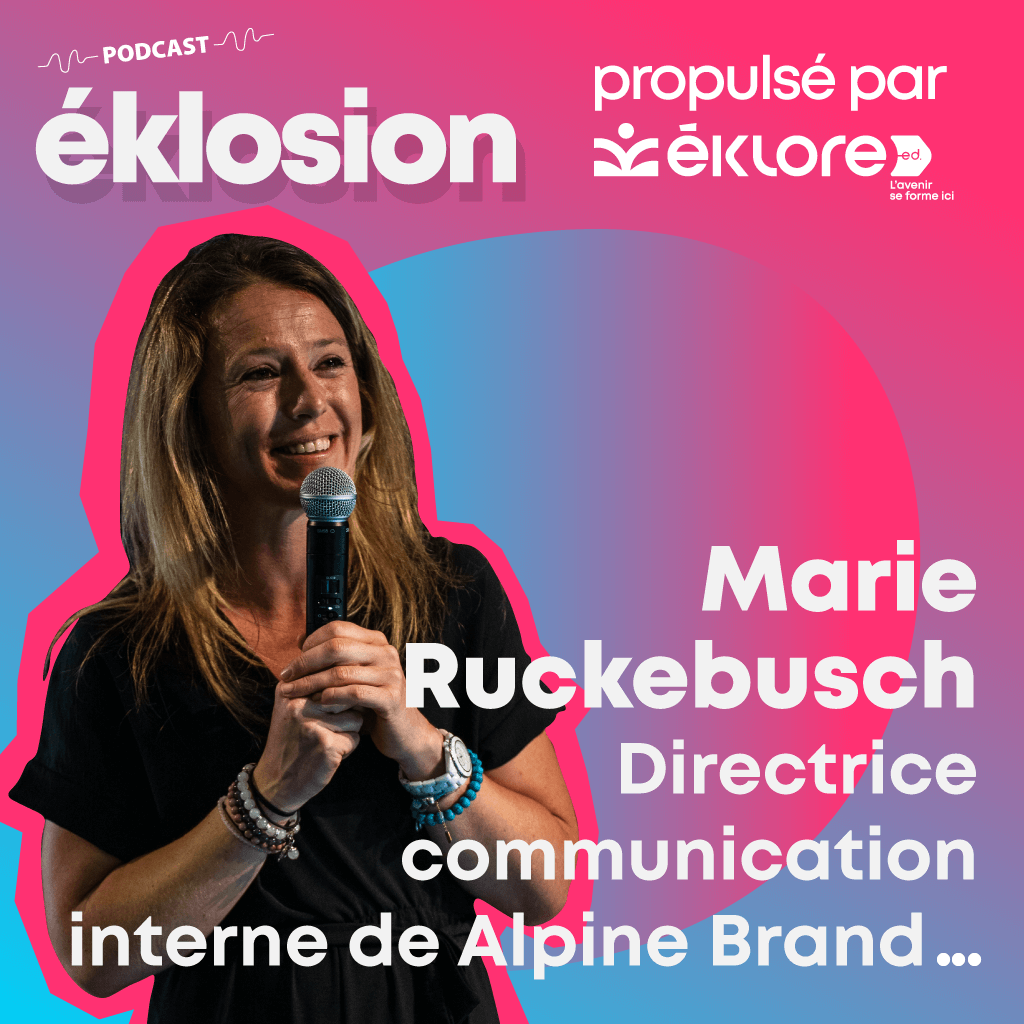 PODCAST
éklosion
propulsé par
éklore
-ed.
L'avenir
se forme ici
Marie
Ruckebusch
Directrice
communication
interne de Alpine Brand...